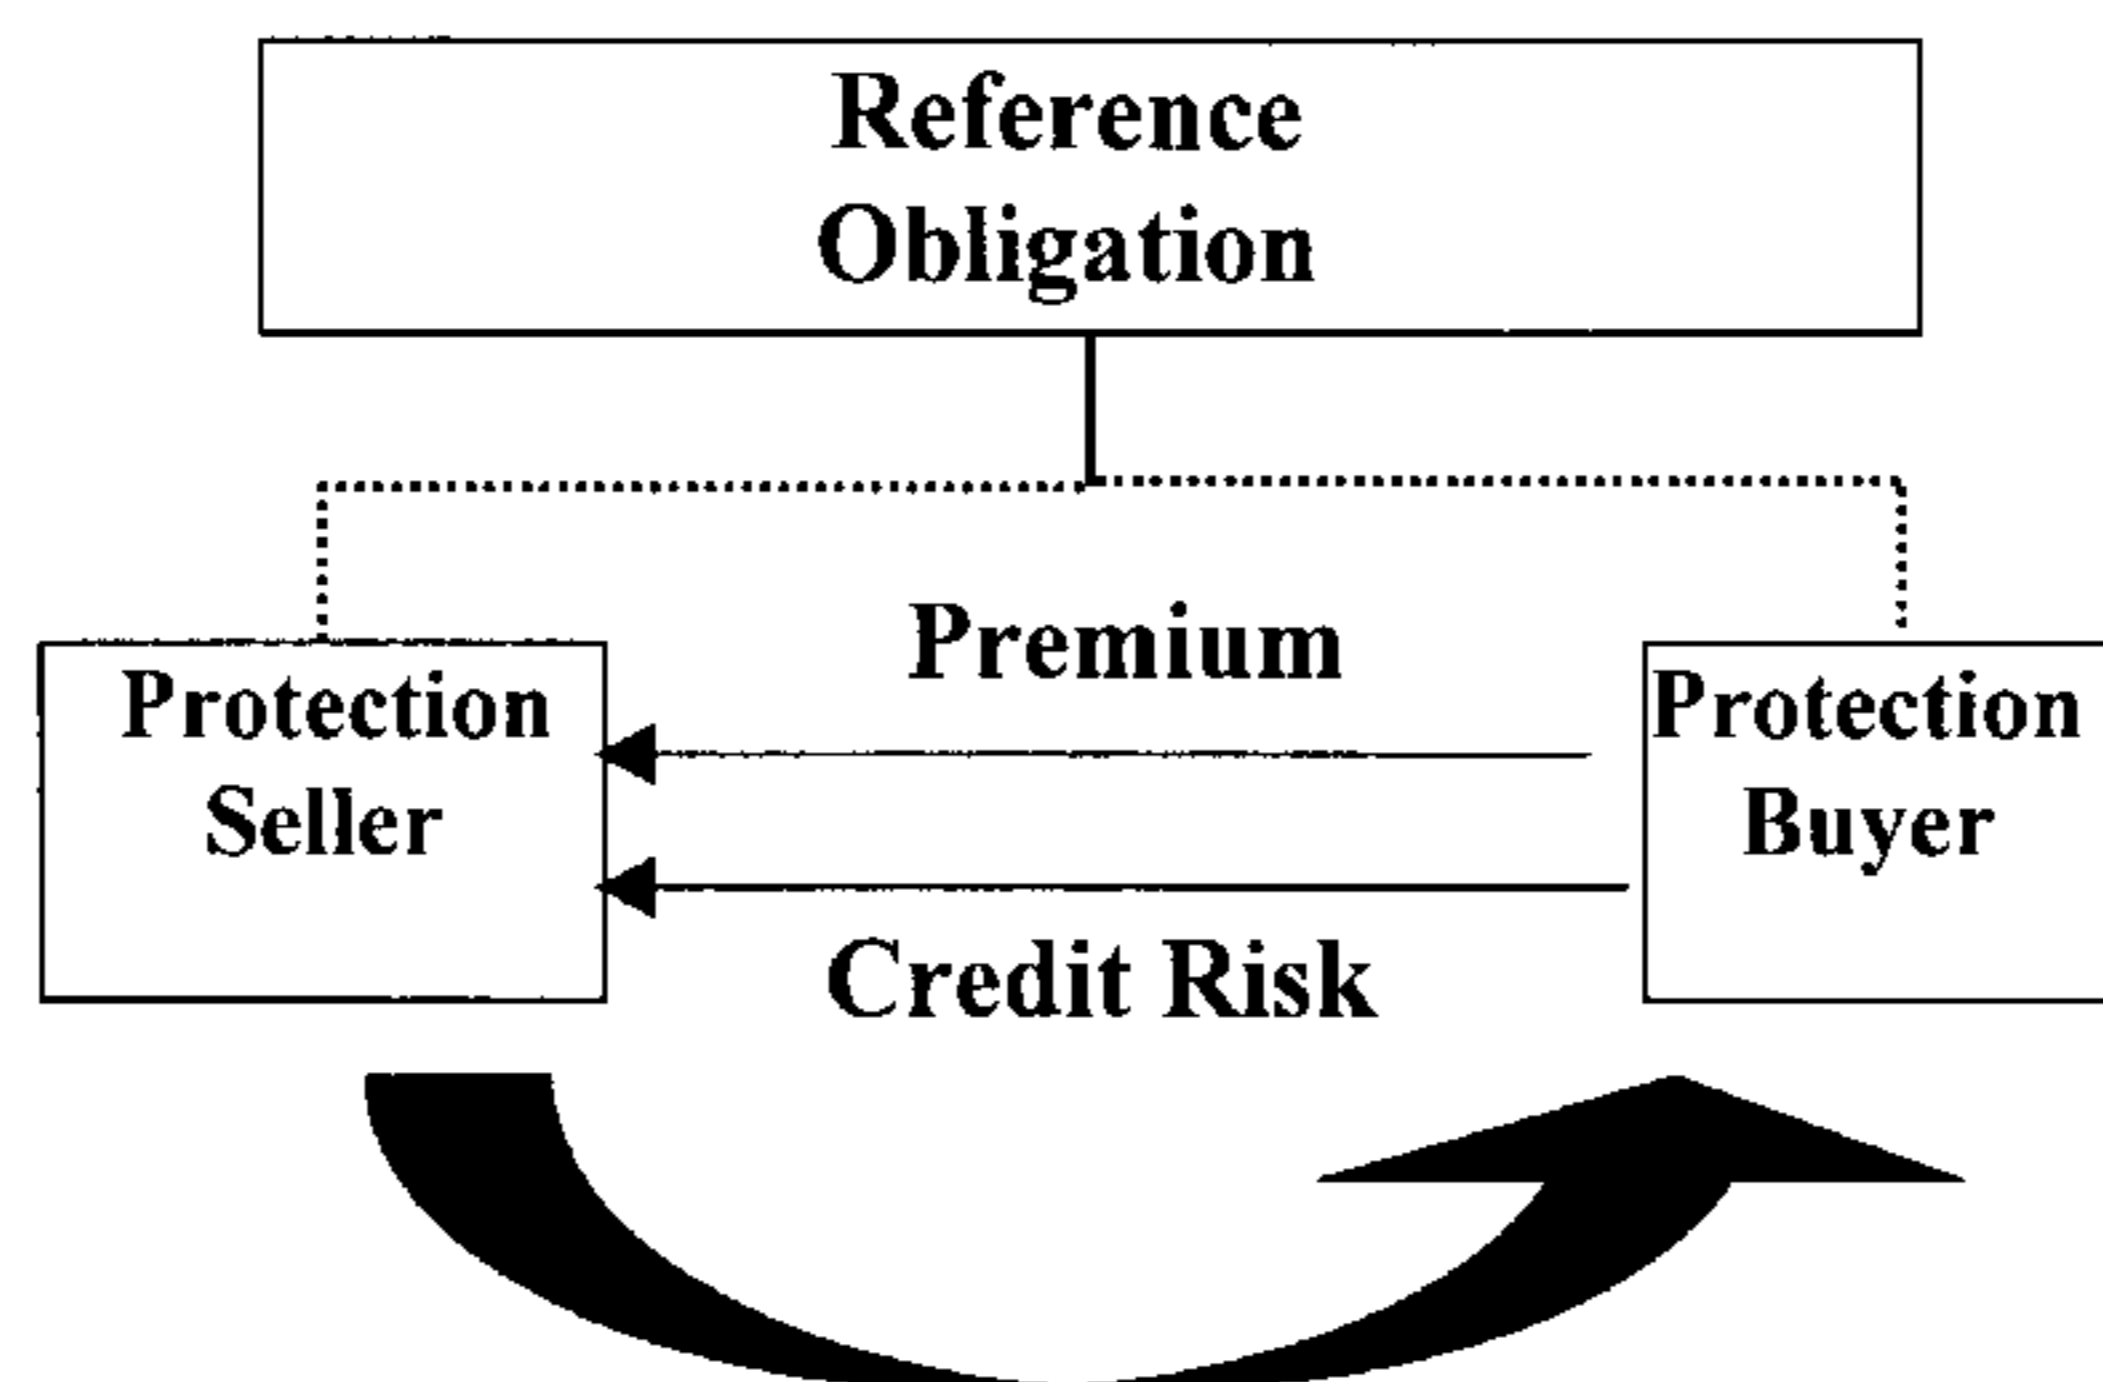 Reference
Obligation
Premium
Protection
Seller
Protection
Buyer
Credit Risk